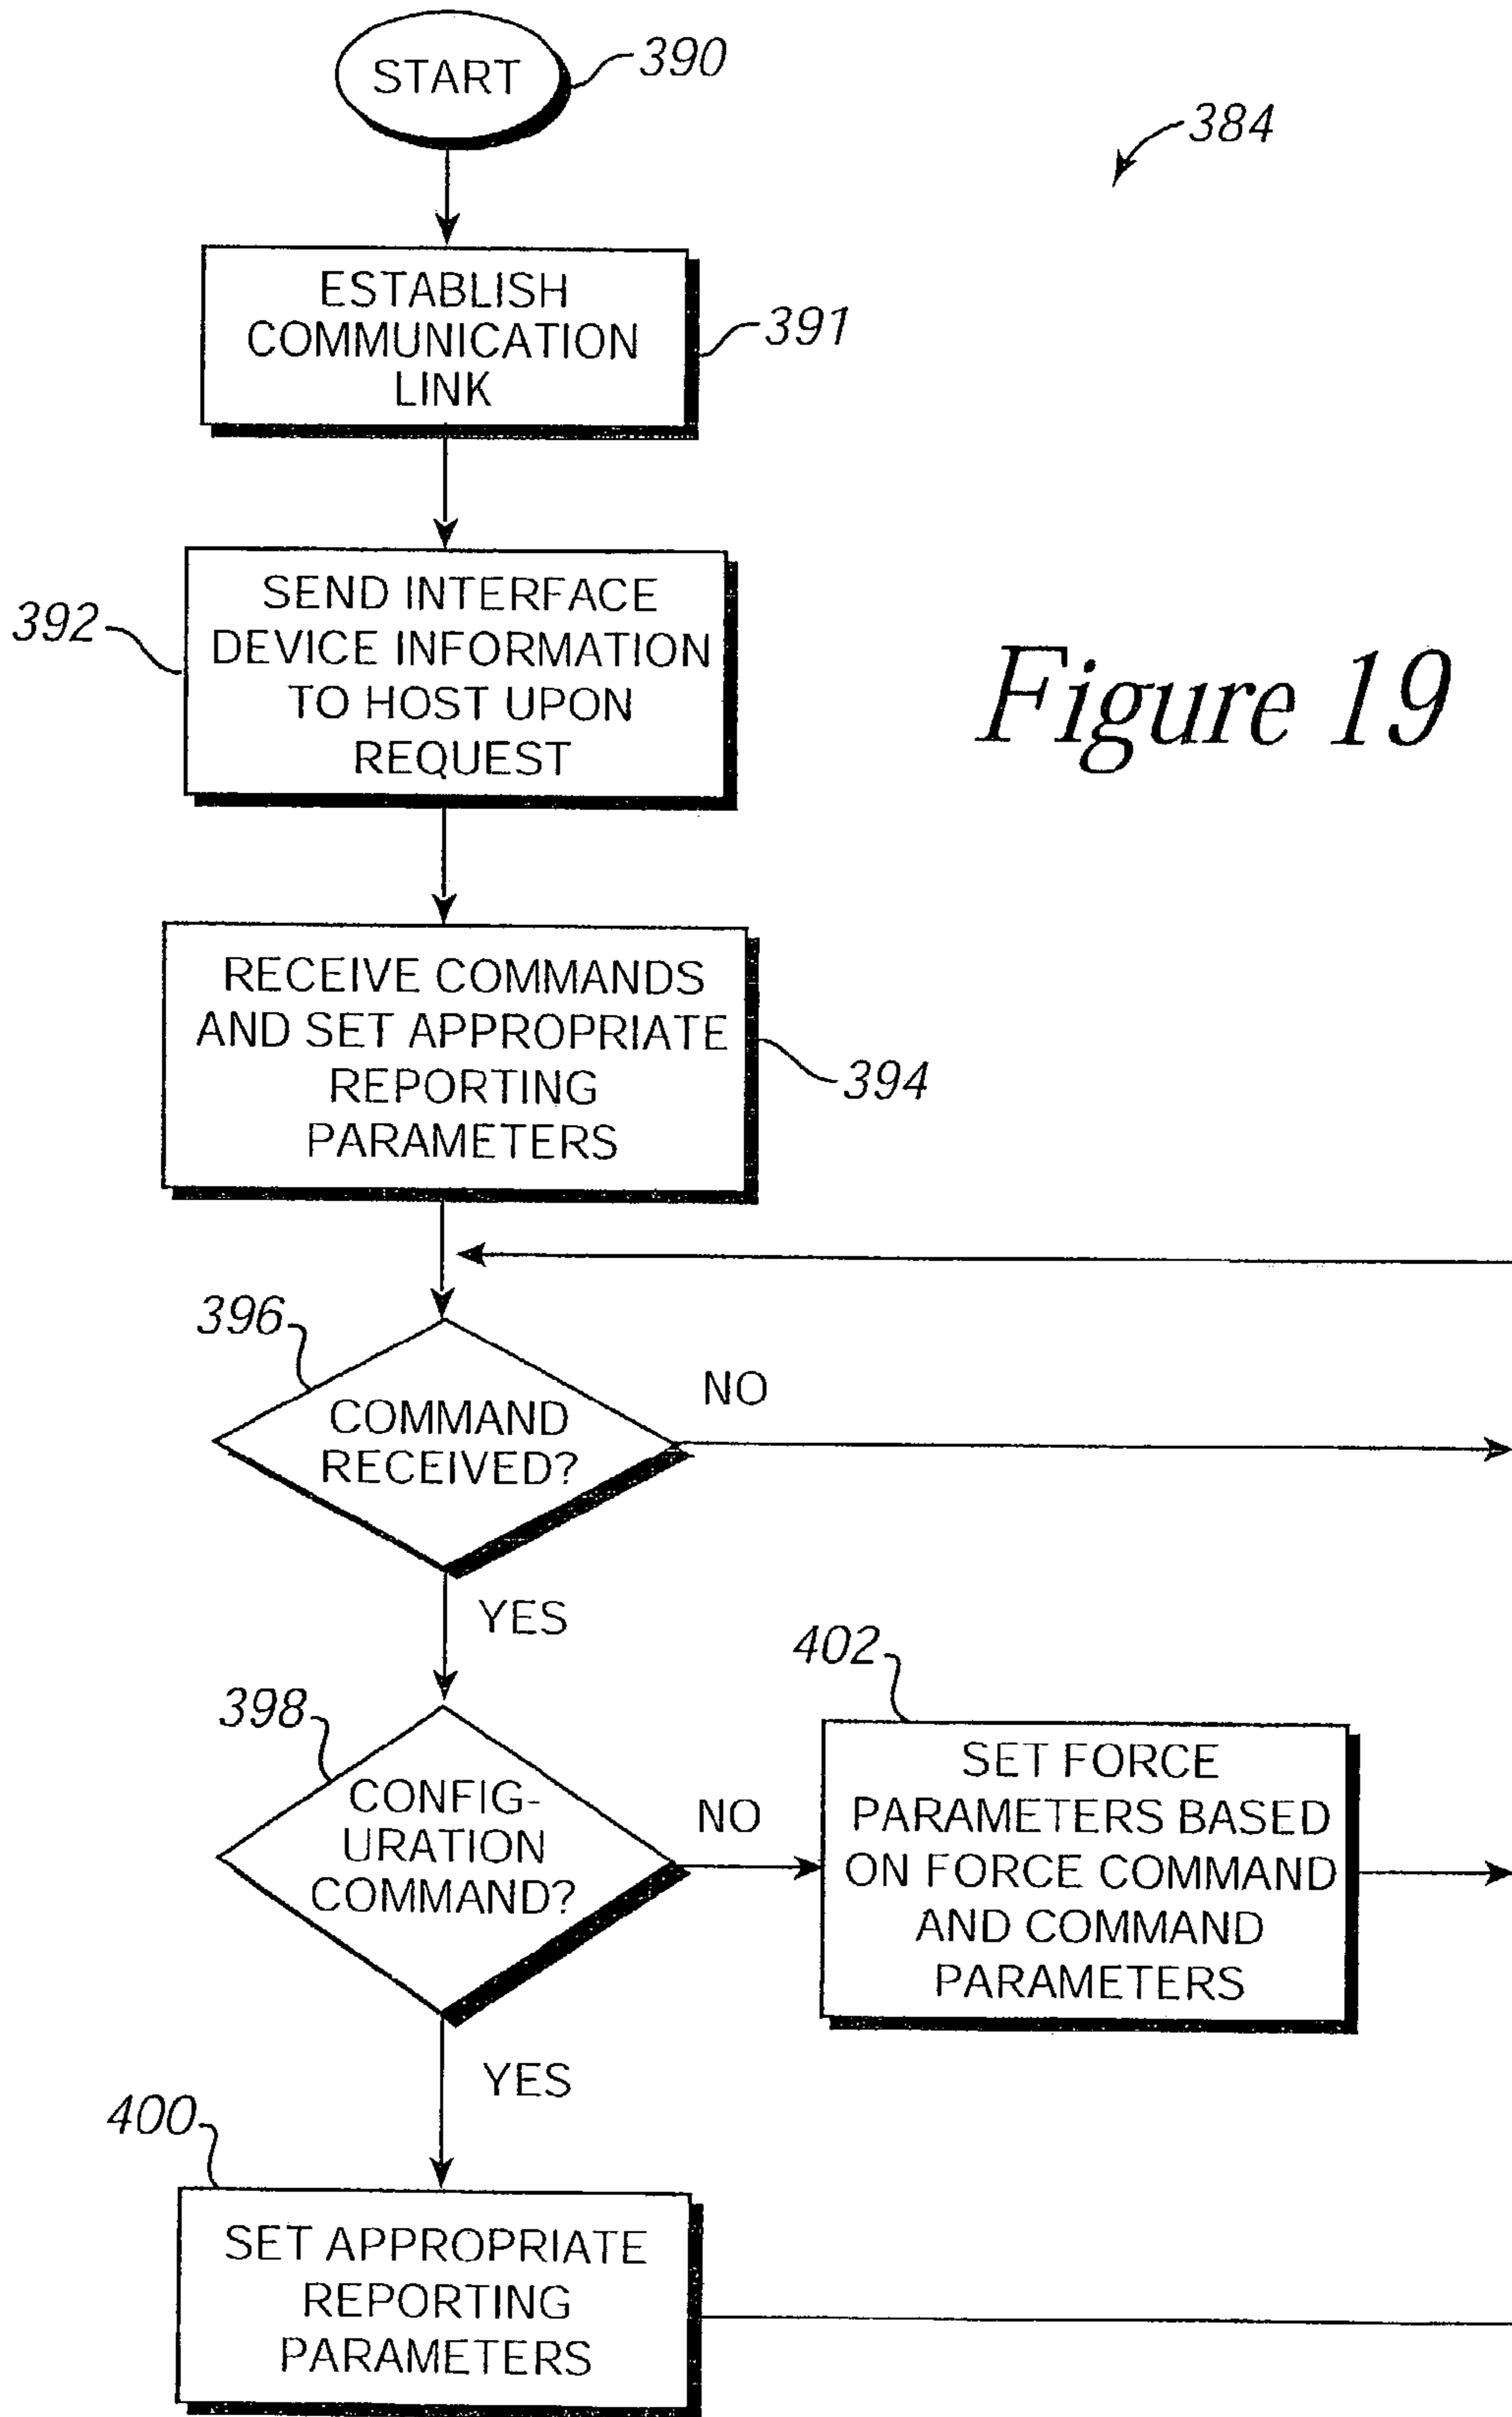 START
390
384
ESTABLISH
COMMUNICATION
LINK
391
392
SEND INTERFACE
DEVICE INFORMATION
TO HOST UPON
REQUEST
Figure 19
RECEIVE COMMANDS
AND SET APPROPRIATE
REPORTING
PARAMETERS
394
396
COMMAND
RECEIVED?
NO
YES
398
CONFIG-
URATION
COMMAND?
NO
402
SET FORCE
PARAMETERS BASED
ON FORCE COMMAND
AND COMMAND
PARAMETERS
YES
400
SET APPROPRIATE
REPORTING
PARAMETERS